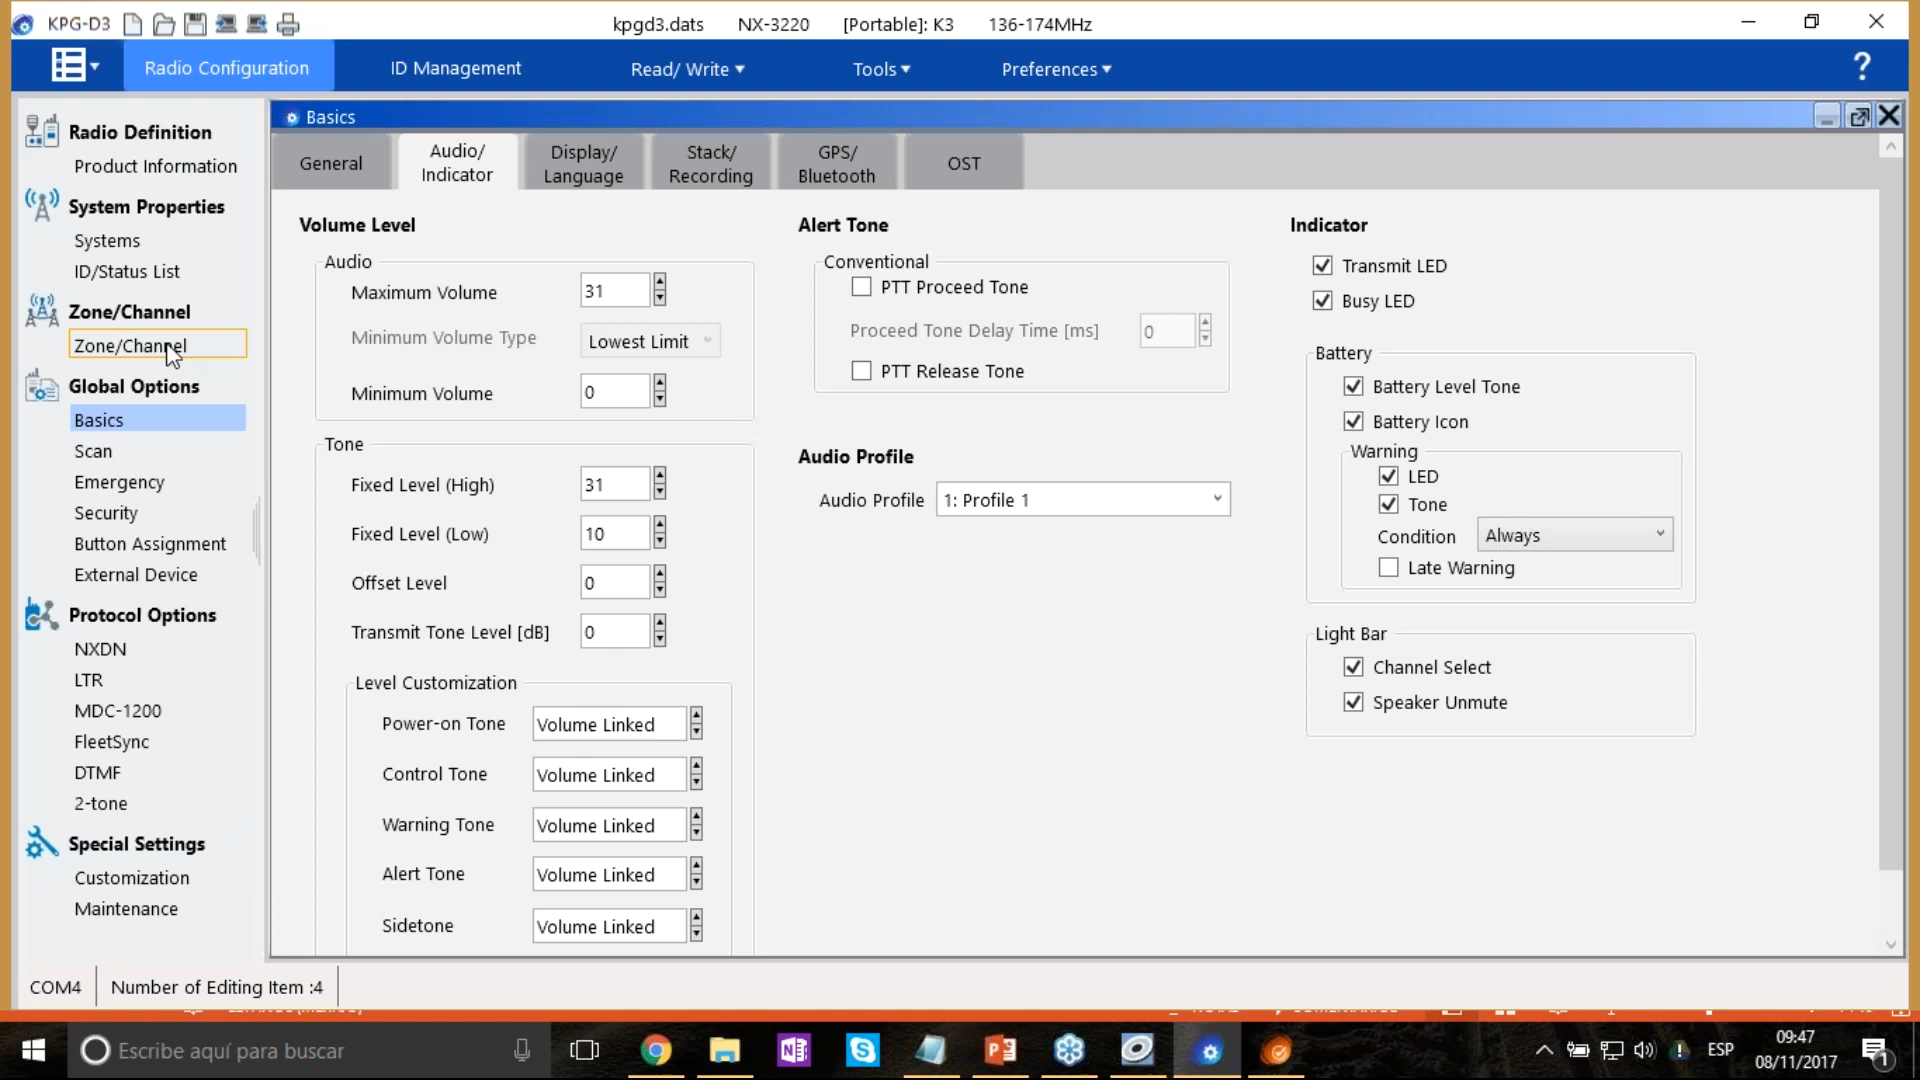 KPG-D3
kpgd3.dats NX-3220 [Portable]: K3 136-174MHz
Radio Configuration ID Management Read/ Write Tools Preferences ?
Radio Definition
Product Information
System Properties
Systems
ID/Status List
Zone/Channel
Zone/Channel
Global Options
Basics
Scan
Emergency
Security
Button Assignment
External Device
Protocol Options
NXDN
LTR
MDC-1200
FleetSync
DTMF
2-tone
Special Settings
Customization
Maintenance
Basics
General
Audio/
Indicator
Display/
Language
Stack/
Recording
GPS/
Bluetooth
OST
Volume Level
Audio
Maximum Volume 31
Minimum Volume Type Lowest Limit
Minimum Volume 0
Tone
Fixed Level (High) 31
Fixed Level (Low) 10
Offset Level 0
Transmit Tone Level [dB] 0
Level Customization
Power-on Tone Volume Linked
Control Tone Volume Linked
Warning Tone Volume Linked
Alert Tone Volume Linked
Sidetone Volume Linked
Alert Tone
Conventional
PTT Proceed Tone
Proceed Tone Delay Time [ms] 0
PTT Release Tone
Audio Profile
Audio Profile 1: Profile 1
Indicator
Transmit LED
Busy LED
Battery
Battery Level Tone
Battery Icon
Warning
LED
Tone
Condition Always
Late Warning
Light Bar
Channel Select
Speaker Unmute
COM4 Number of Editing Item :4
Escribe aquí para buscar
N
S
P
ESP
09:47
08/11/2017
1